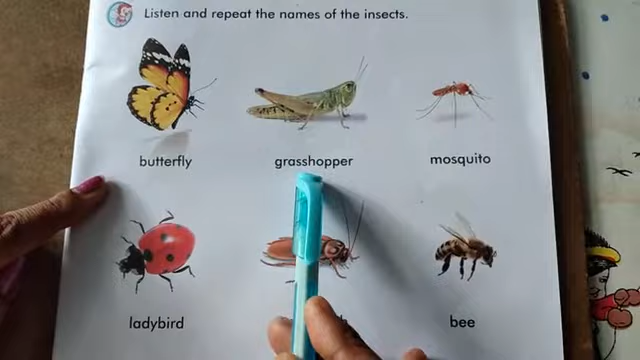 Listen and repeat the names of the insects.
butterfly grasshopper mosquito
ladybird bee